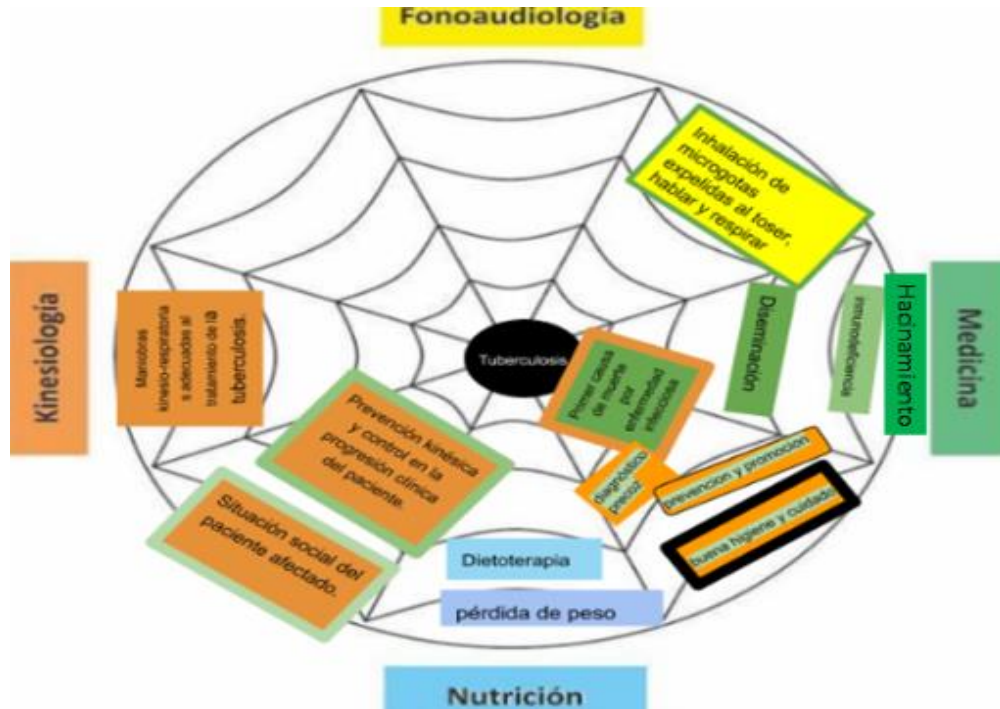 Fonoaudiología
Inhalación de
microgotas
expelidas al toser,
hablar y respirar
Kinesiología
Maniobras
kinesio-respiratoria
s adecuadas al
tratamiento de la
tuberculosis.
Tuberculosis
Primer causa
de muerte
por
enfermedad
infecciosa
Diseminación
Inmunodeficiencia
Hacinamiento
Medicina
Prevención kinésica
y control en la
progresión clínica
del paciente.
diagnóstico
precoz
prevencion y promocion
buena higiene y cuidado
Situación social del
paciente afectado.
Dietoterapia
pérdida de peso
Nutrición